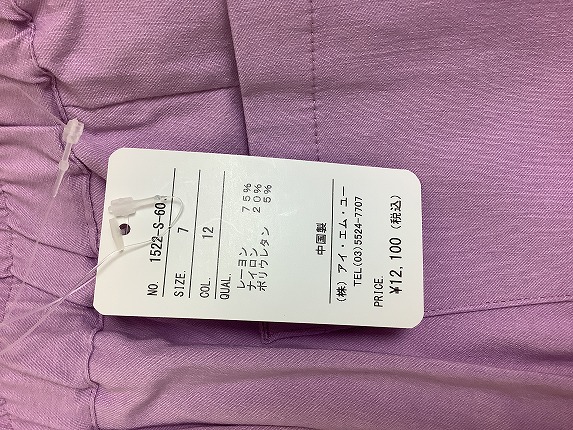 NO. 1522-S-60
SIZE. 7
COL. 12
QUAL.
レーヨン 75%
ナイロン 20%
ポリウレタン 5%
中国製
(株) アイ・エム・ユー
TEL(03)5524-7707
PRICE.
¥12,100 (税込)